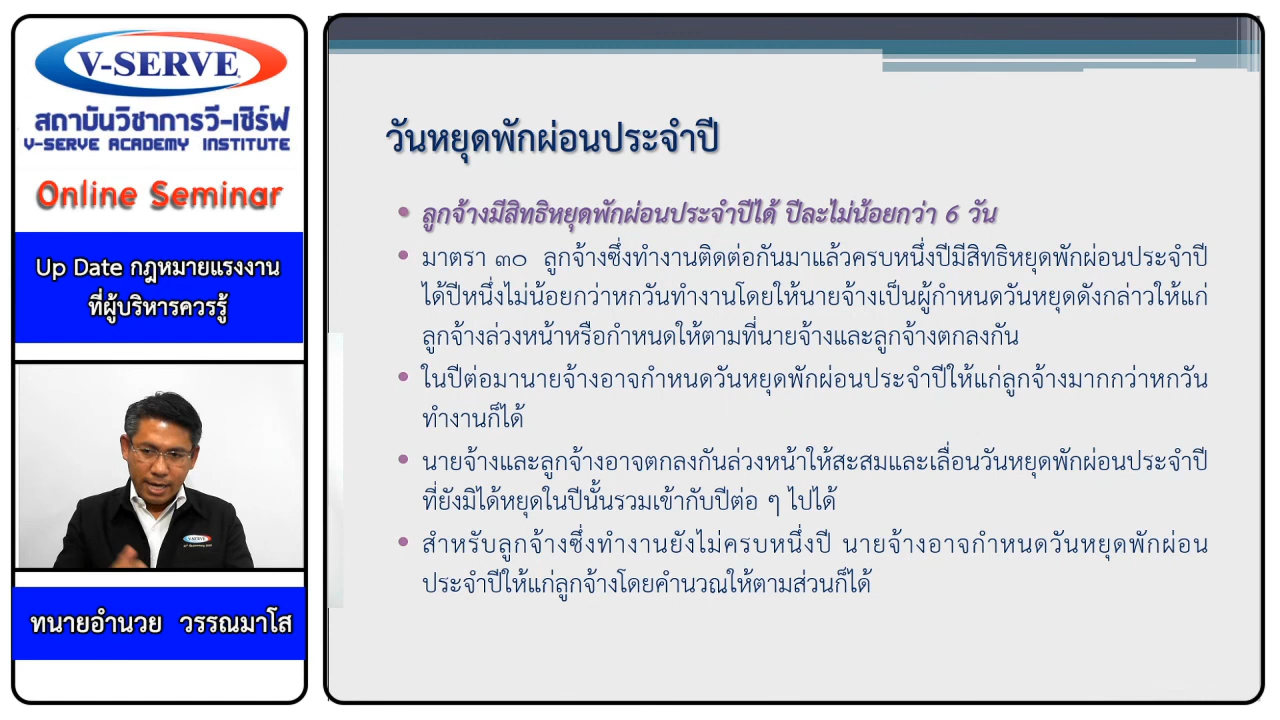 V-SERVE
สถาบันวิชาการวี-เซิร์ฟ
V-SERVE ACADEMY INSTITUTE
Online Seminar
Up Date กฎหมายแรงงาน
ที่ผู้บริหารควรรู้
V-SERVE
ทนายอำนวย วรรณมาโส
วันหยุดพักผ่อนประจำปี
• ลูกจ้างมีสิทธิหยุดพักผ่อนประจำปีได้ ปีละไม่น้อยกว่า 6 วัน
• มาตรา ๓๐ ลูกจ้างซึ่งทำงานติดต่อกันมาแล้วครบหนึ่งปีมีสิทธิหยุดพักผ่อนประจำปี
ได้ปีหนึ่งไม่น้อยกว่าหกวันทำงานโดยให้นายจ้างเป็นผู้กำหนดวันหยุดดังกล่าวให้แก่
ลูกจ้างล่วงหน้าหรือกำหนดให้ตามที่นายจ้างและลูกจ้างตกลงกัน
• ในปีต่อมานายจ้างอาจกำหนดวันหยุดพักผ่อนประจำปีให้แก่ลูกจ้างมากกว่าหกวัน
ทำงานก็ได้
• นายจ้างและลูกจ้างอาจตกลงกันล่วงหน้าให้สะสมและเลื่อนวันหยุดพักผ่อนประจำปี
ที่ยังมิได้หยุดในปีนั้นรวมเข้ากับปีต่อ ๆ ไปได้
• สำหรับลูกจ้างซึ่งทำงานยังไม่ครบหนึ่งปี นายจ้างอาจกำหนดวันหยุดพักผ่อน
ประจำปีให้แก่ลูกจ้างโดยคำนวณให้ตามส่วนก็ได้